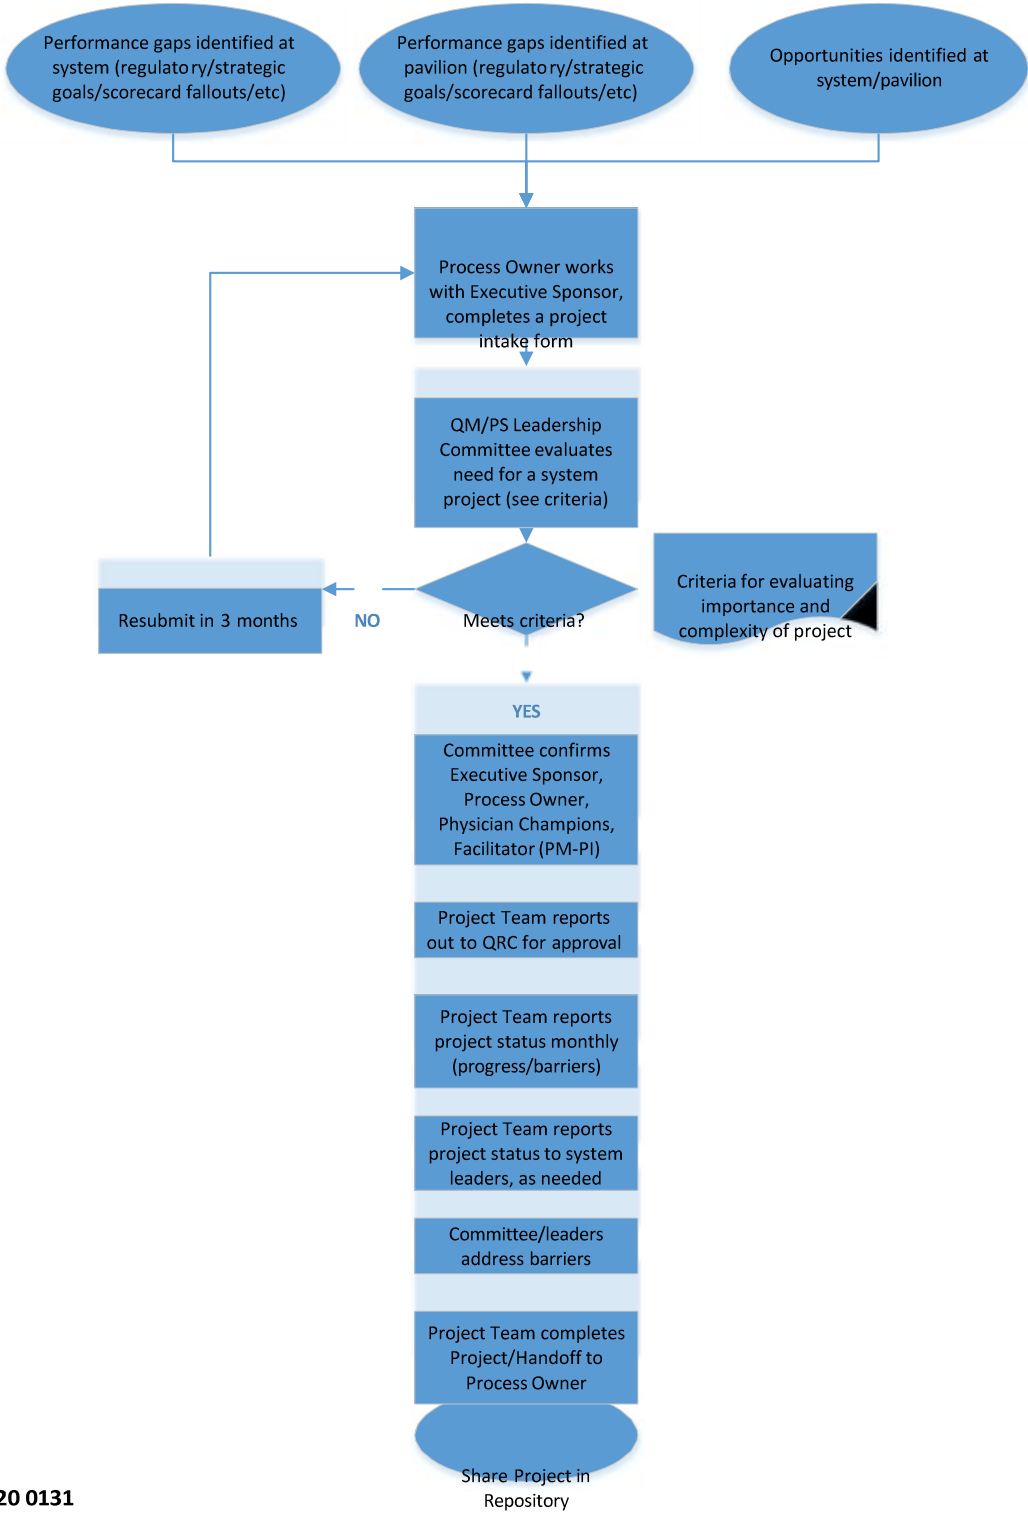 Performance gaps identified at
system (regulatory/strategic
goals/scorecard fallouts/etc)
Performance gaps identified at
pavilion (regulatory/strategic
goals/scorecard fallouts/etc)
Opportunities identified at
system/pavilion
Process Owner works
with Executive Sponsor,
completes a project
intake form
QM/PS Leadership
Committee evaluates
need for a system
project (see criteria)
Criteria for evaluating
importance and
complexity of project
Resubmit in 3 months
NO
Meets criteria?
YES
Committee confirms
Executive Sponsor,
Process Owner,
Physician Champions,
Facilitator (PM-PI)
Project Team reports
out to QRC for approval
Project Team reports
project status monthly
(progress/barriers)
Project Team reports
project status to system
leaders, as needed
Committee/leaders
address barriers
Project Team completes
Project/Handoff to
Process Owner
Share Project in
Repository
20 0131